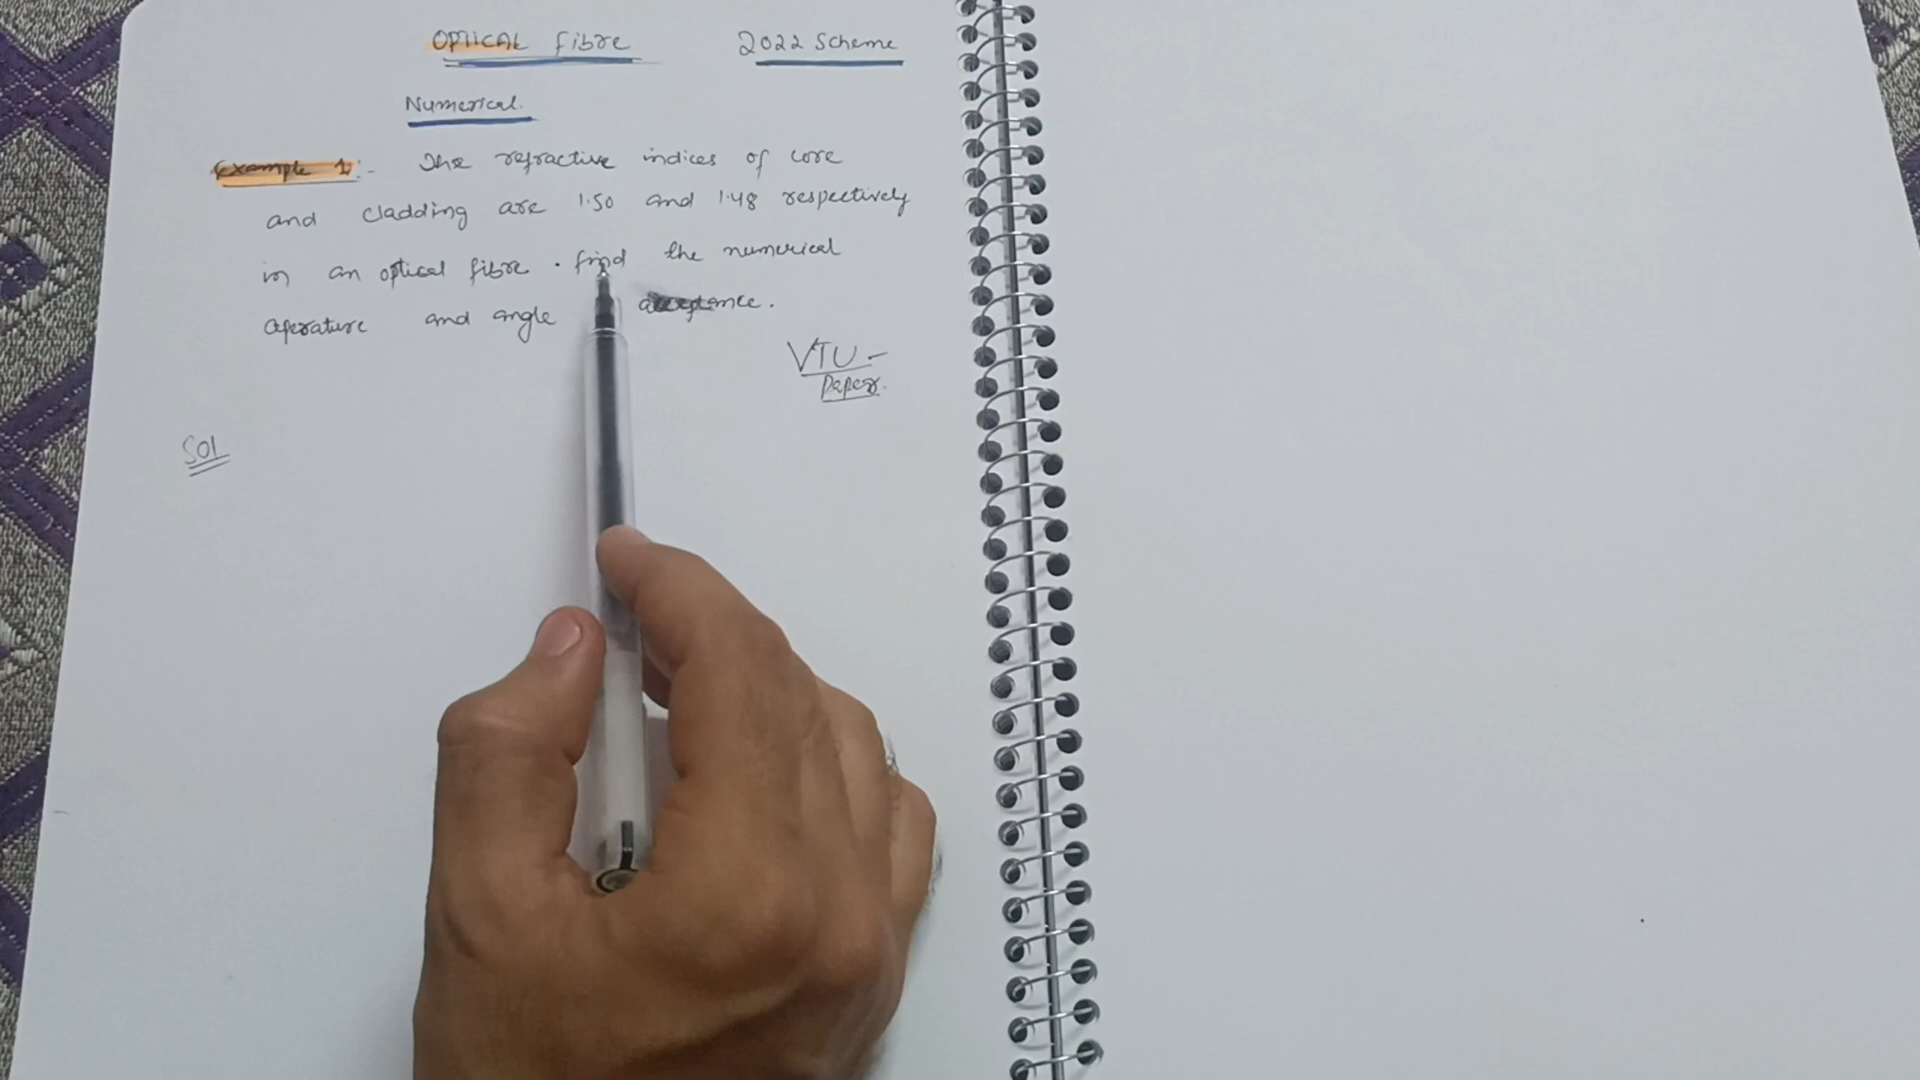 OPTICAL fibre 2022 Scheme
Numerical.
Example 1:- The refractive indices of core
and cladding are 1.50 and 1.48 respectively
in an optical fibre. find the numerical
aperature and angle acceptance.
VTU-
Paper.
Sol